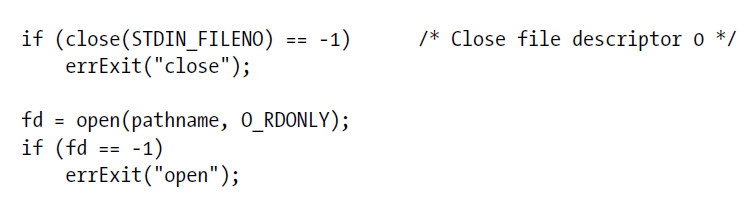 if (close(STDIN_FILENO) == -1)      /* Close file descriptor 0 */
    errExit("close");

fd = open(pathname, O_RDONLY);
if (fd == -1)
    errExit("open");